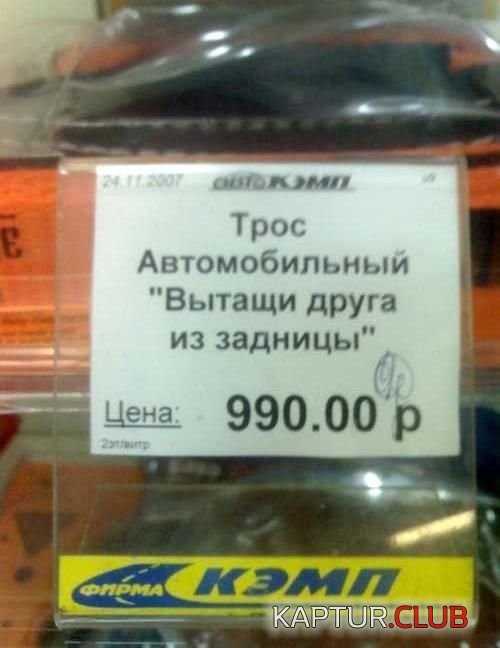 24.11.2007 автоКЭМП
Трос
Автомобильный
"Вытащи друга
из задницы"
Цена: 990.00 р
2эт/витр
ФИРМА КЭМП
KAPTUR.CLUB